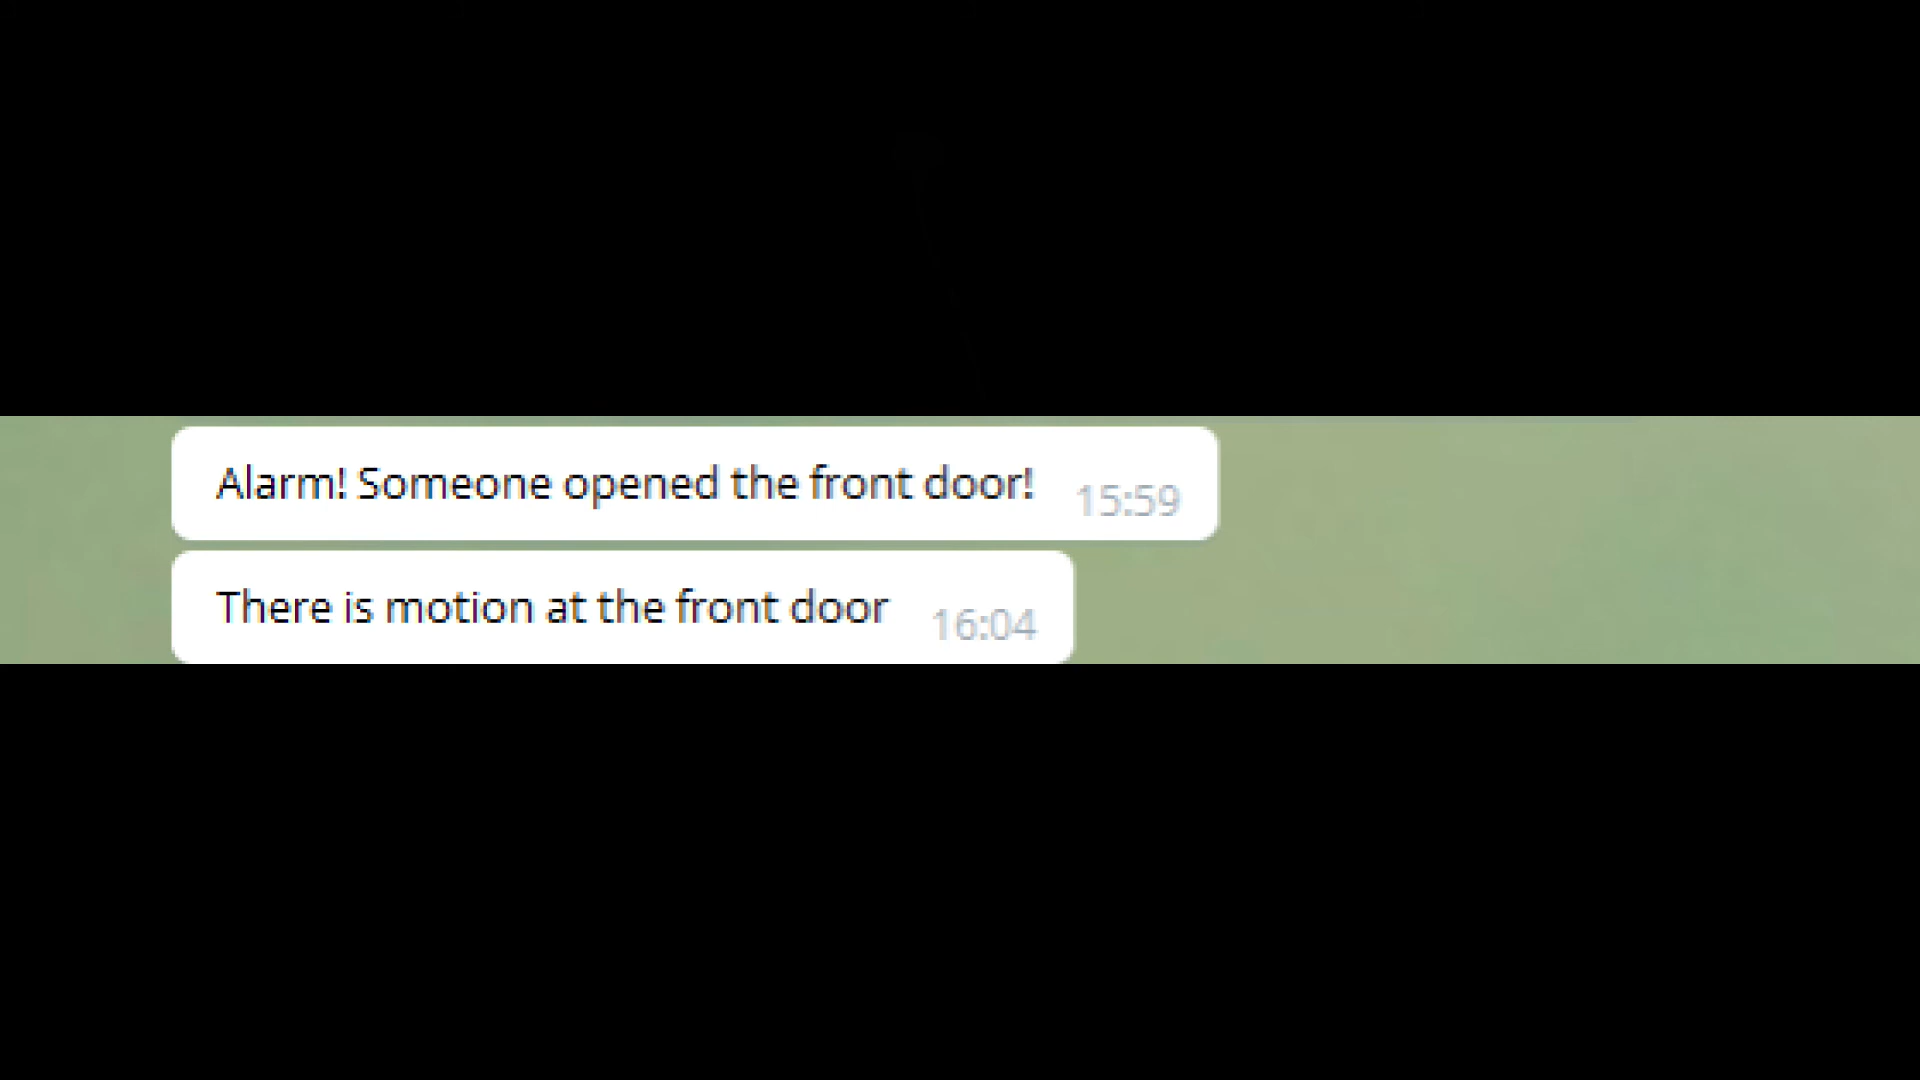 Alarm! Someone opened the front door! 15:59
There is motion at the front door 16:04